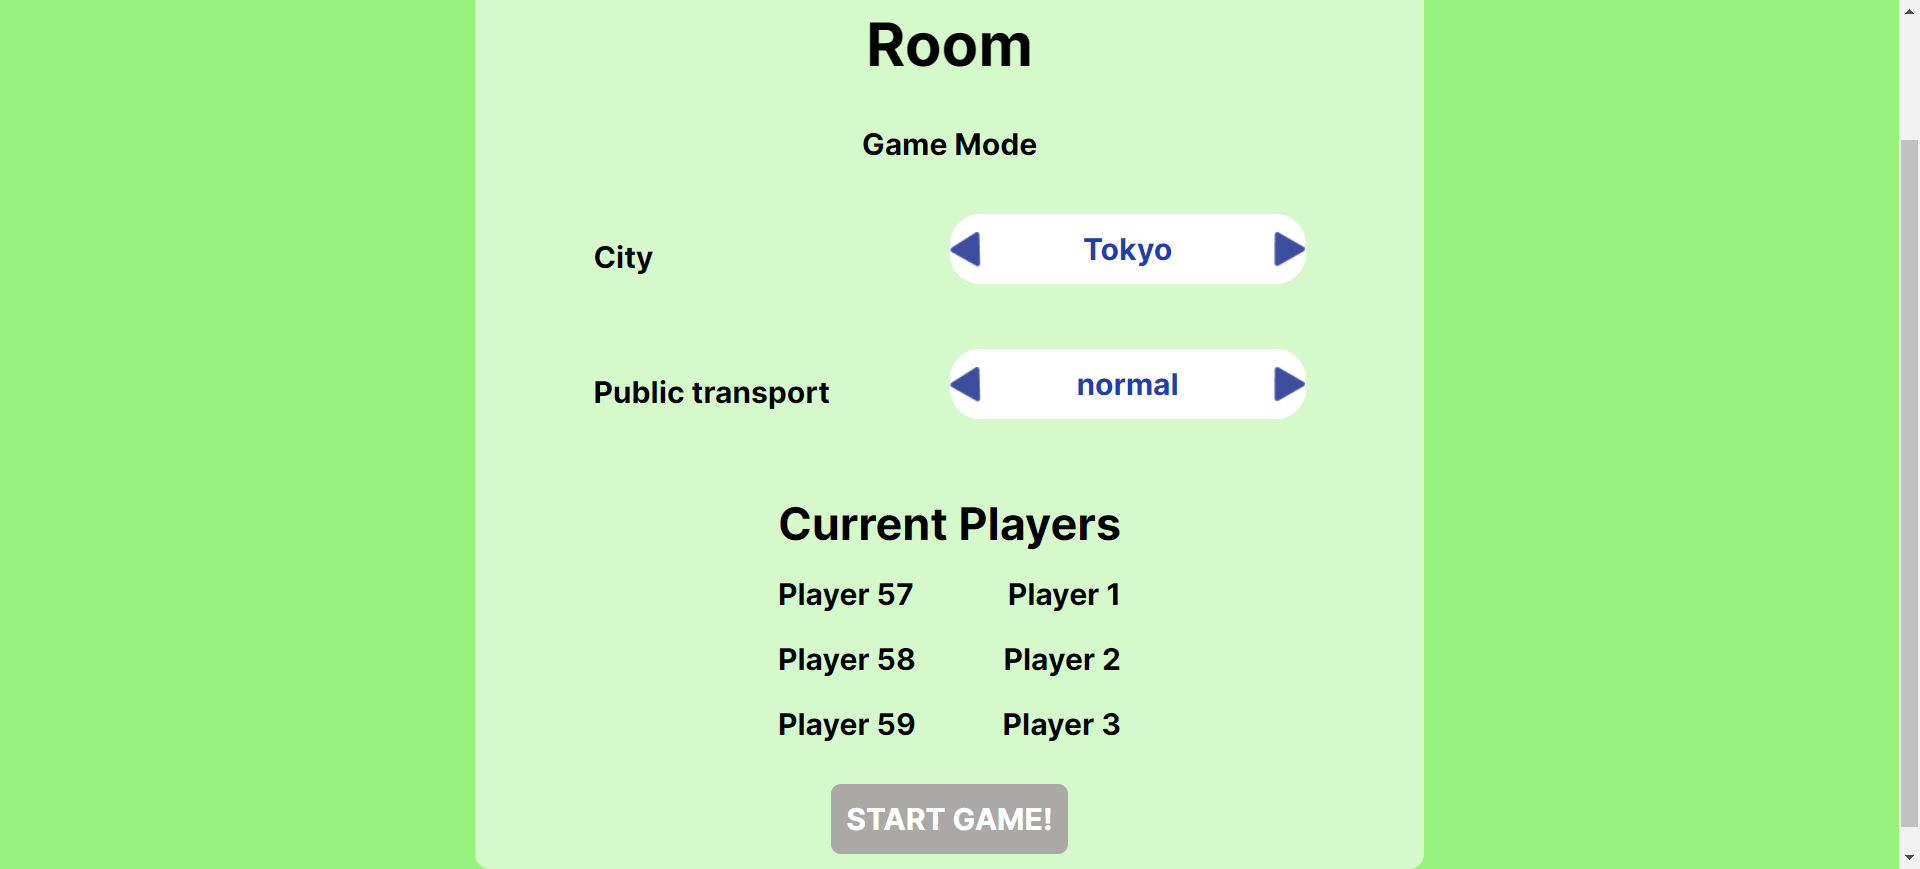 Room
Game Mode
City
Tokyo
Public transport
normal
Current Players
Player 57 Player 1
Player 58 Player 2
Player 59 Player 3
START GAME!